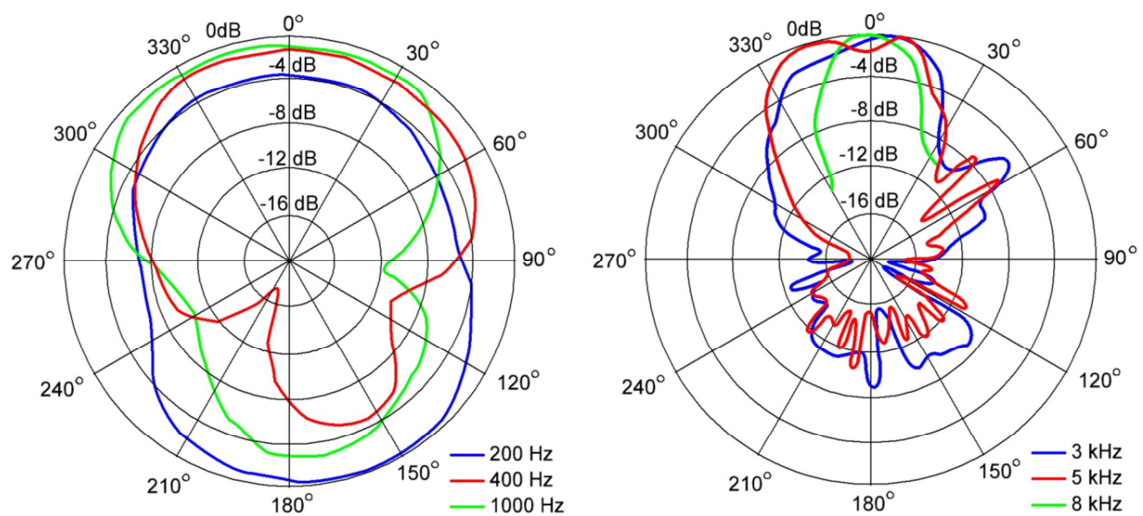 0dB
0°
330°
30°
-4 dB
-8 dB
300°
60°
-12 dB
-16 dB
270°
90°
240°
120°
210°
150°
180°
200 Hz
400 Hz
1000 Hz
0dB
0°
330°
30°
-4 dB
-8 dB
300°
60°
-12 dB
-16 dB
270°
90°
240°
120°
210°
150°
180°
3 kHz
5 kHz
8 kHz